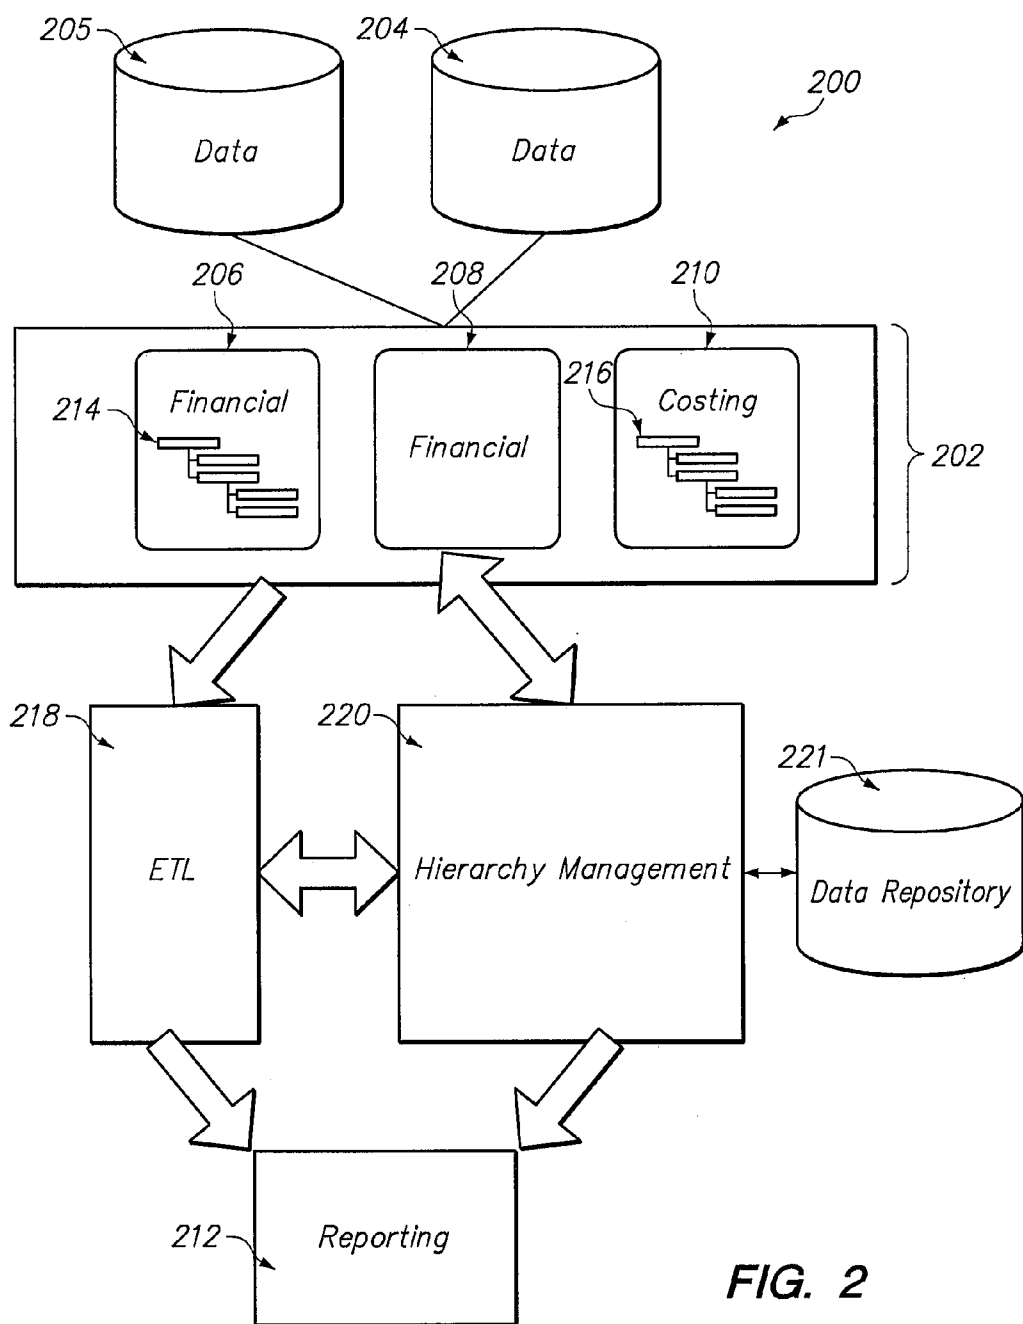 205
204
200
Data
Data
206
208
210
214
Financial
216
Costing
Financial
202
218
220
221
ETL
Hierarchy Management
Data Repository
212
Reporting
FIG. 2